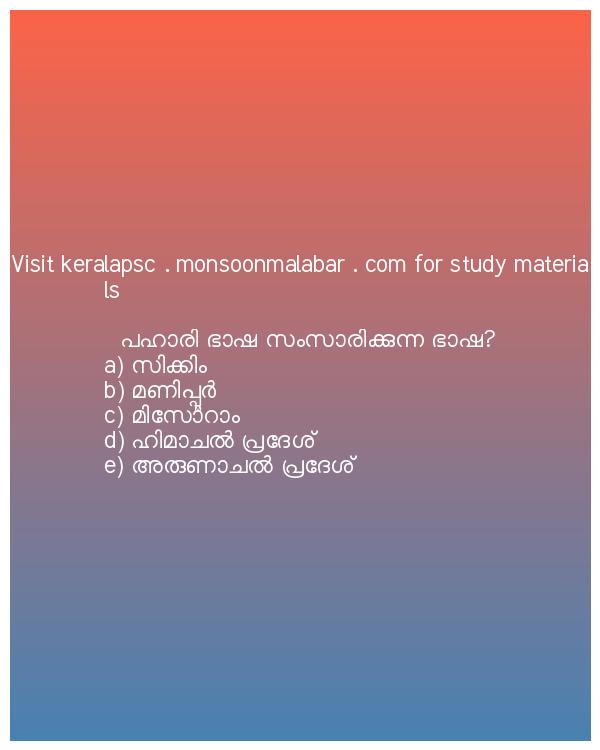 Visit keralapsc . monsoonmalabar . com for study materia
ls
പഹാരി ഭാഷ സംസാരിക്കുന്ന ഭാഷ?
a) സിക്കിം
b) മണിപ്പൂർ
c) മിസോറാം
d) ഹിമാചൽ പ്രദേശ്
e) അരുണാചൽ പ്രദേശ്